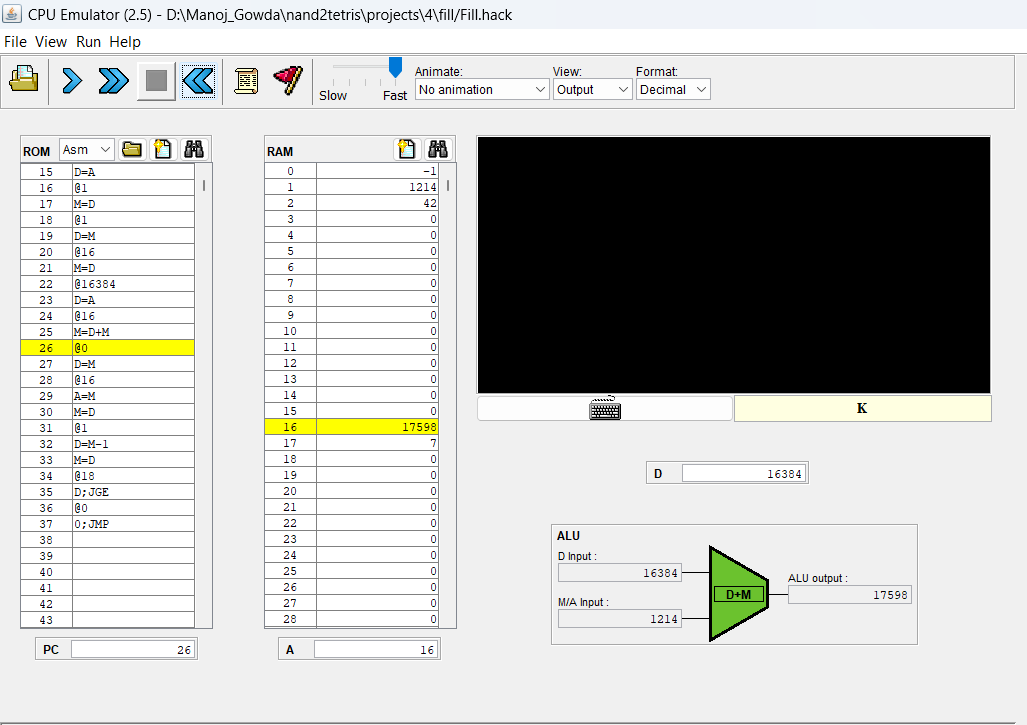 CPU Emulator (2.5) - D:\Manoj_Gowda\nand2tetris\projects\4\fill/Fill.hack
File View Run Help
Slow Fast
Animate: View: Format:
No animation Output Decimal
ROM Asm
15 D=A
16 @1
17 M=D
18 @1
19 D=M
20 @16
21 M=D
22 @16384
23 D=A
24 @16
25 M=D+M
26 @0
27 D=M
28 @16
29 A=M
30 M=D
31 @1
32 D=M-1
33 M=D
34 @18
35 D;JGE
36 @0
37 0;JMP
38
39
40
41
42
43
PC 26
RAM
0 -1
1 1214
2 42
3 0
4 0
5 0
6 0
7 0
8 0
9 0
10 0
11 0
12 0
13 0
14 0
15 0
16 17598
17 7
18 0
19 0
20 0
21 0
22 0
23 0
24 0
25 0
26 0
27 0
28 0
A 16
K
D 16384
ALU
D Input :
16384
M/A Input :
1214
D+M
ALU output :
17598